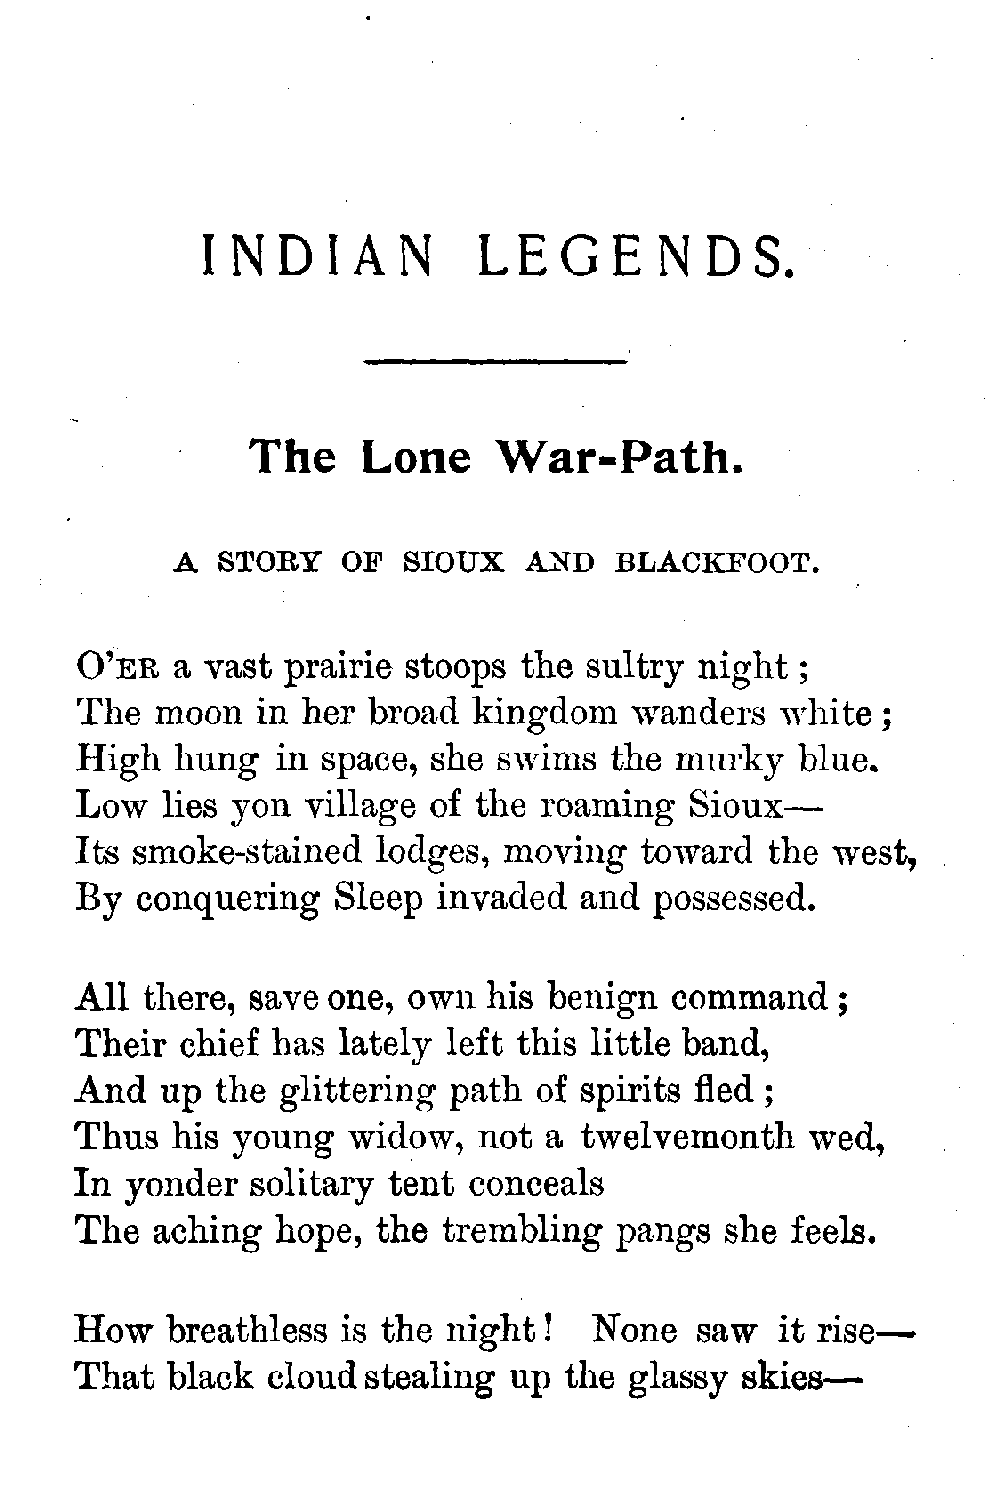 INDIAN LEGENDS.
The Lone War-Path.
A STORY OF SIOUX AND BLACKFOOT.
O'ER a vast prairie stoops the sultry night ;
The moon in her broad kingdom wanders white ;
High hung in space, she swims the murky blue.
Low lies yon village of the roaming Sioux—
Its smoke-stained lodges, moving toward the west,
By conquering Sleep invaded and possessed.
All there, save one, own his benign command ;
Their chief has lately left this little band,
And up the glittering path of spirits fled ;
Thus his young widow, not a twelvemonth wed,
In yonder solitary tent conceals
The aching hope, the trembling pangs she feels.
How breathless is the night! None saw it rise—
That black cloud stealing up the glassy skies—